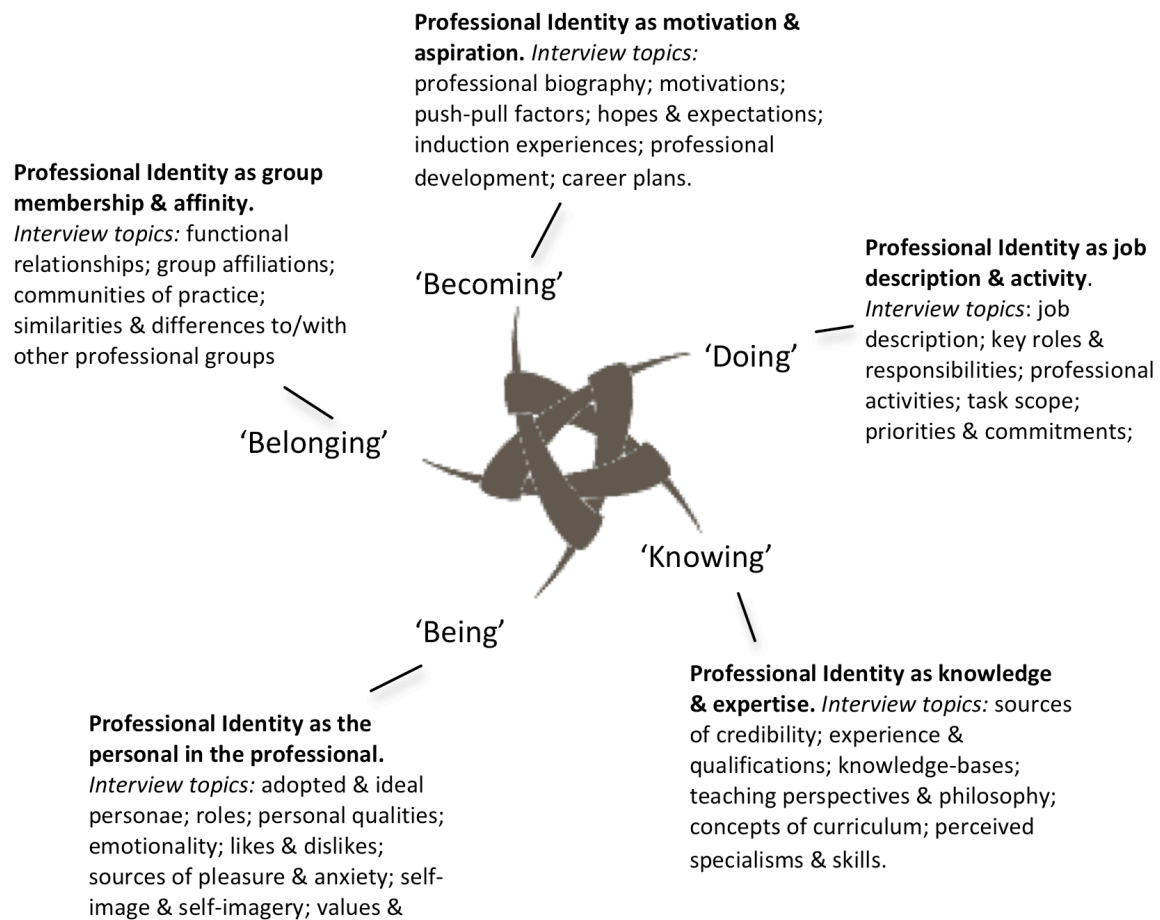 Professional Identity as motivation &
aspiration. Interview topics:
professional biography; motivations;
push-pull factors; hopes & expectations;
induction experiences; professional
development; career plans.
‘Becoming’
Professional Identity as job
description & activity.
Interview topics: job
description; key roles &
responsibilities; professional
activities; task scope;
priorities & commitments;
‘Doing’
Professional Identity as group
membership & affinity.
Interview topics: functional
relationships; group affiliations;
communities of practice;
similarities & differences to/with
other professional groups
‘Belonging’
‘Knowing’
Professional Identity as knowledge
& expertise. Interview topics: sources
of credibility; experience &
qualifications; knowledge-bases;
teaching perspectives & philosophy;
concepts of curriculum; perceived
specialisms & skills.
‘Being’
Professional Identity as the
personal in the professional.
Interview topics: adopted & ideal
personae; roles; personal qualities;
emotionality; likes & dislikes;
sources of pleasure & anxiety; self-
image & self-imagery; values &